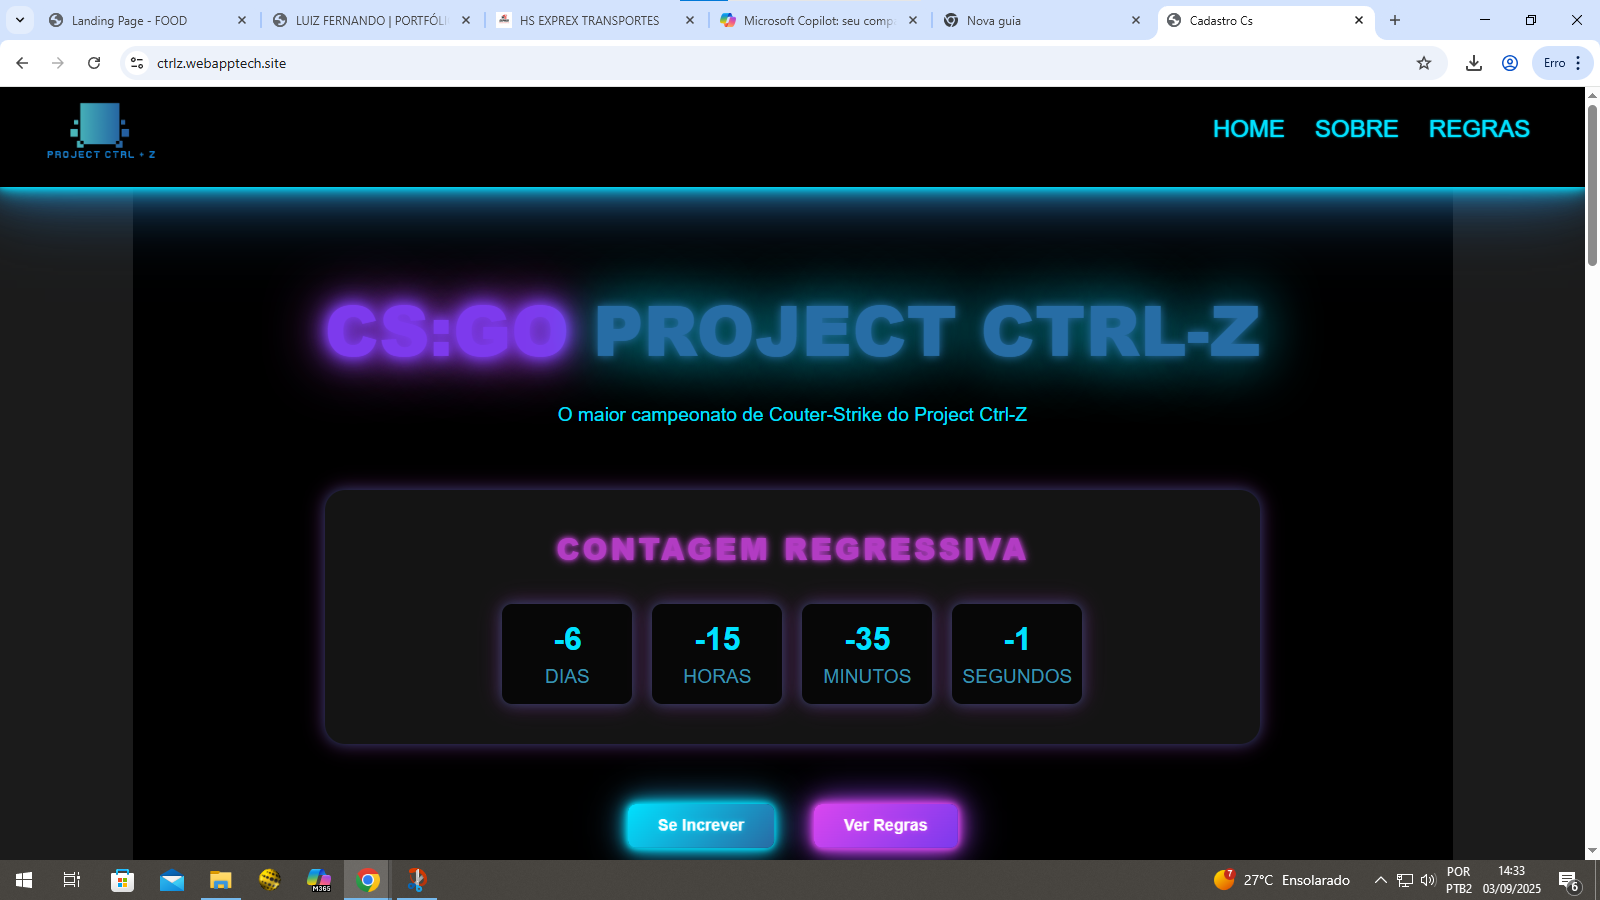 Landing Page - FOOD
LUIZ FERNANDO | PORTFÓLI
HS EXPREX TRANSPORTES
Microsoft Copilot: seu comp
Nova guia
Cadastro Cs
ctrlz.webapptech.site
Erro
PROJECT CTRL + Z
HOME SOBRE REGRAS
CS:GO PROJECT CTRL-Z
O maior campeonato de Couter-Strike do Project Ctrl-Z
CONTAGEM REGRESSIVA
-6 -15 -35 -1
DIAS HORAS MINUTOS SEGUNDOS
Se Increver Ver Regras
M365
7
27°C Ensolarado
POR
PTB2
14:33
03/09/2025
6